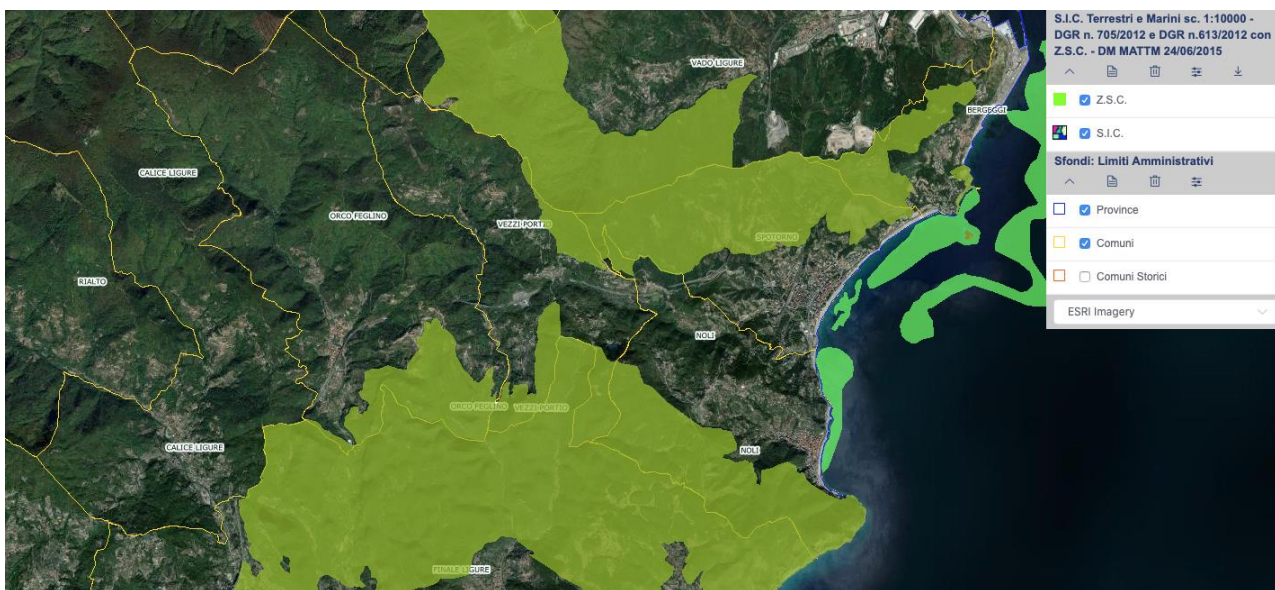 S.I.C. Terrestri e Marini sc. 1:10000 -
DGR n. 705/2012 e DGR n.613/2012 con
Z.S.C. - DM MATTM 24/06/2015
Z.S.C.
S.I.C.
Sfondi: Limiti Amministrativi
Province
Comuni
Comuni Storici
ESRI Imagery
VADO LIGURE
BERGEGGI
CALICE LIGURE
ORCO FEGLINO
VEZZI PORTIO
SPOTORNO
RIALTO
NOLI
ORCO FEGLINO
VEZZI PORTIO
CALICE LIGURE
NOLI
FINALE LIGURE